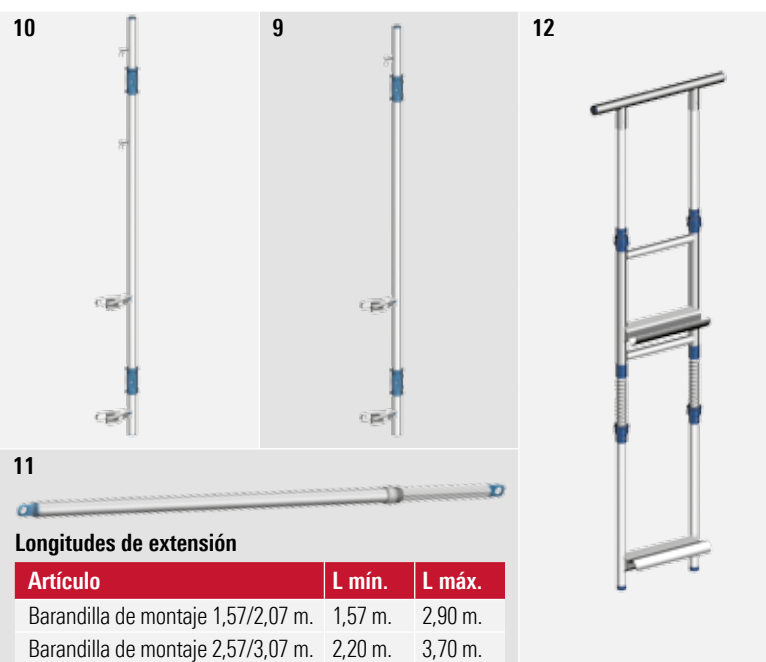 10
9
12
11
Longitudes de extensión
Artículo L mín. L máx.
Barandilla de montaje 1,57/2,07 m. 1,57 m. 2,90 m.
Barandilla de montaje 2,57/3,07 m. 2,20 m. 3,70 m.